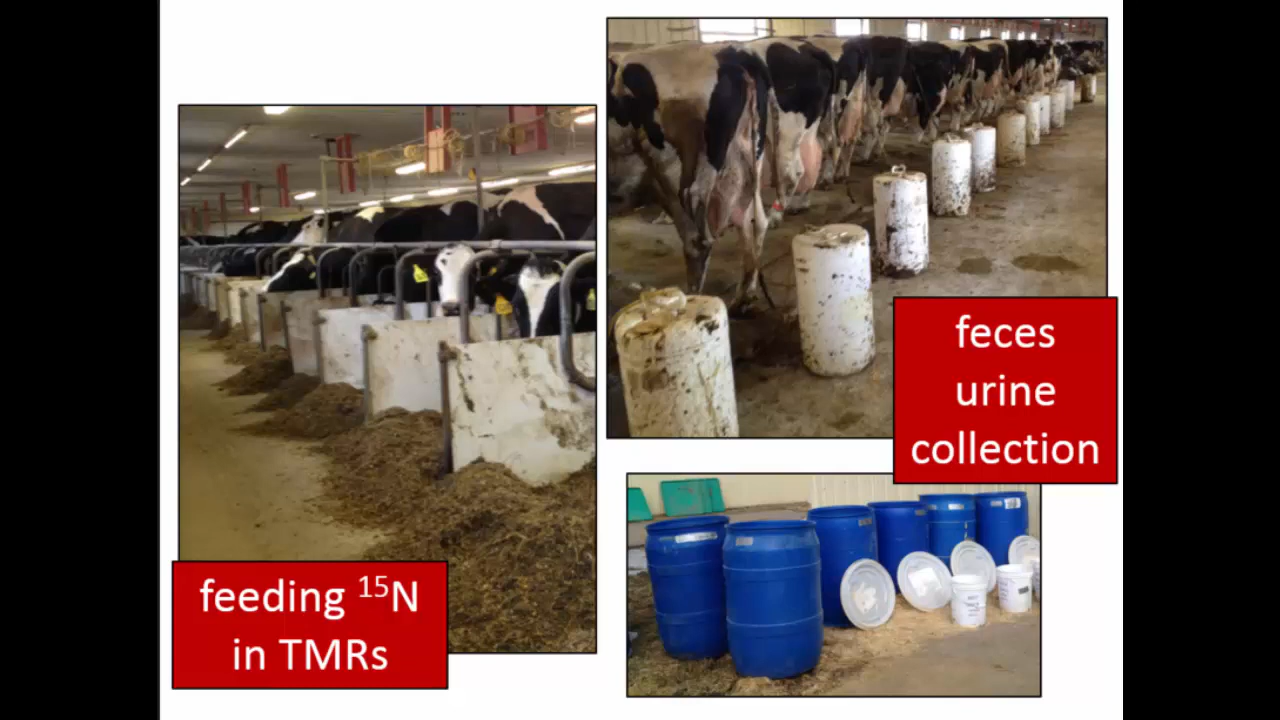 feces
urine
collection
feeding ¹⁵N
in TMRs